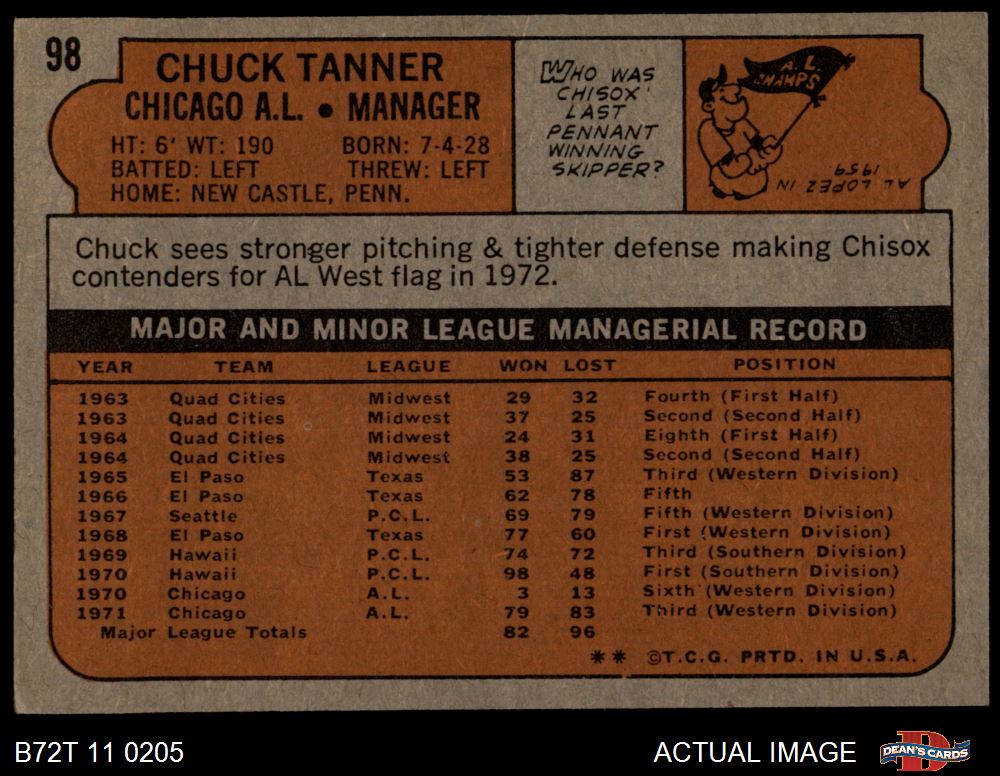 98
CHUCK TANNER
CHICAGO A.L. • MANAGER
HT: 6' WT: 190 BORN: 7-4-28
BATTED: LEFT THREW: LEFT
HOME: NEW CASTLE, PENN.
WHO WAS
CHISOX'
LAST
PENNANT
WINNING
SKIPPER?
A.L
CHAMPS
AL LOPEZ IN
1959
Chuck sees stronger pitching & tighter defense making Chisox
contenders for AL West flag in 1972.
MAJOR AND MINOR LEAGUE MANAGERIAL RECORD
YEAR TEAM LEAGUE WON LOST POSITION
1963 Quad Cities Midwest 29 32 Fourth (First Half)
1963 Quad Cities Midwest 37 25 Second (Second Half)
1964 Quad Cities Midwest 24 31 Eighth (First Half)
1964 Quad Cities Midwest 38 25 Second (Second Half)
1965 El Paso Texas 53 87 Third (Western Division)
1966 El Paso Texas 62 78 Fifth
1967 Seattle P.C.L. 69 79 Fifth (Western Division)
1968 El Paso Texas 77 60 First (Western Division)
1969 Hawaii P.C.L. 74 72 Third (Southern Division)
1970 Hawaii P.C.L. 98 48 First (Southern Division)
1970 Chicago A.L. 3 13 Sixth (Western Division)
1971 Chicago A.L. 79 83 Third (Western Division)
Major League Totals 82 96
** ©T.C.G. PRTD. IN U.S.A.
B72T 11 0205
ACTUAL IMAGE
DEAN'S CARDS